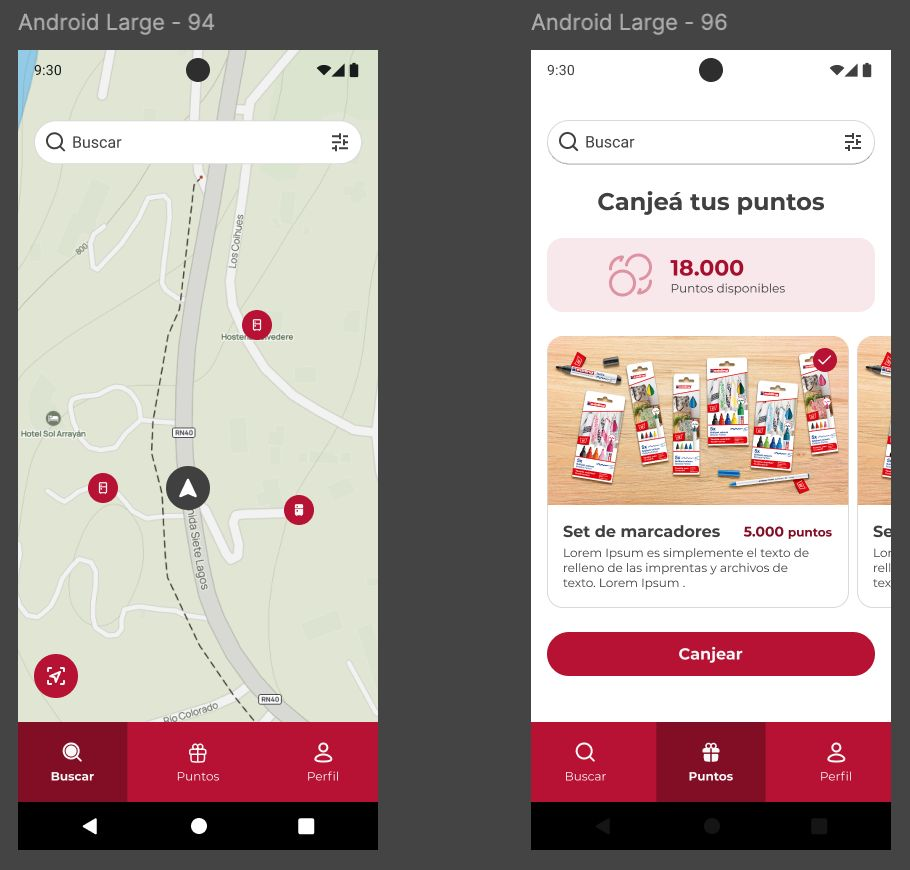 Android Large - 94
9:30
Buscar
800
Los Coihues
Hostería Belvedere
Hotel Sol Arrayán
RN40
nida Siete Lagos
RN40
Río Colorado
Buscar
Puntos
Perfil
Android Large - 96
9:30
Buscar
Canjeá tus puntos
18.000
Puntos disponibles
edding
Set de marcadores
5.000 puntos
Lorem Ipsum es simplemente el texto de
relleno de las imprentas y archivos de
texto. Lorem Ipsum .
Se
Lor
rell
tex
Canjear
Buscar
Puntos
Perfil